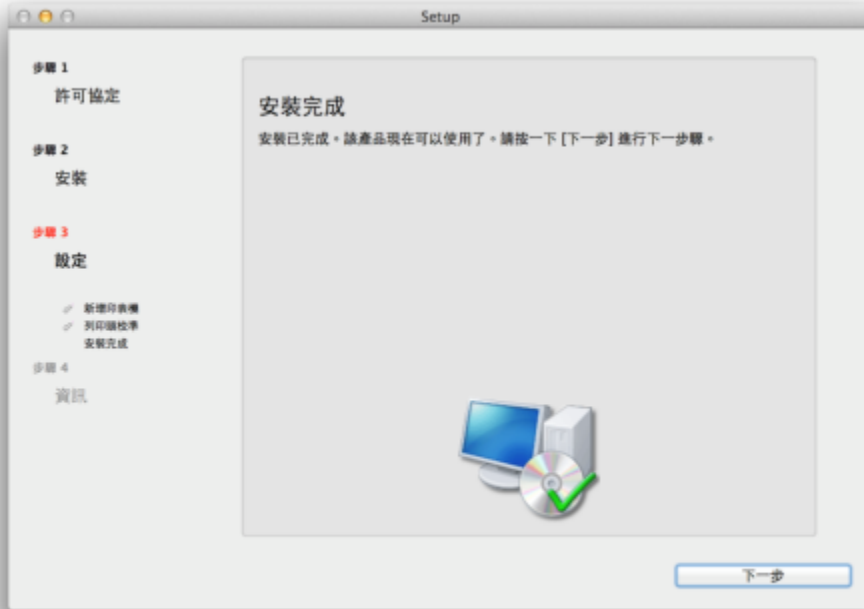 Setup
步驟 1
許可協定
步驟 2
安裝
步驟 3
設定
新增印表機
列印頭校準
安裝完成
步驟 4
資訊
安裝完成
安裝已完成。該產品現在可以使用了。請按一下 [下一步] 進行下一步驟。
下一步